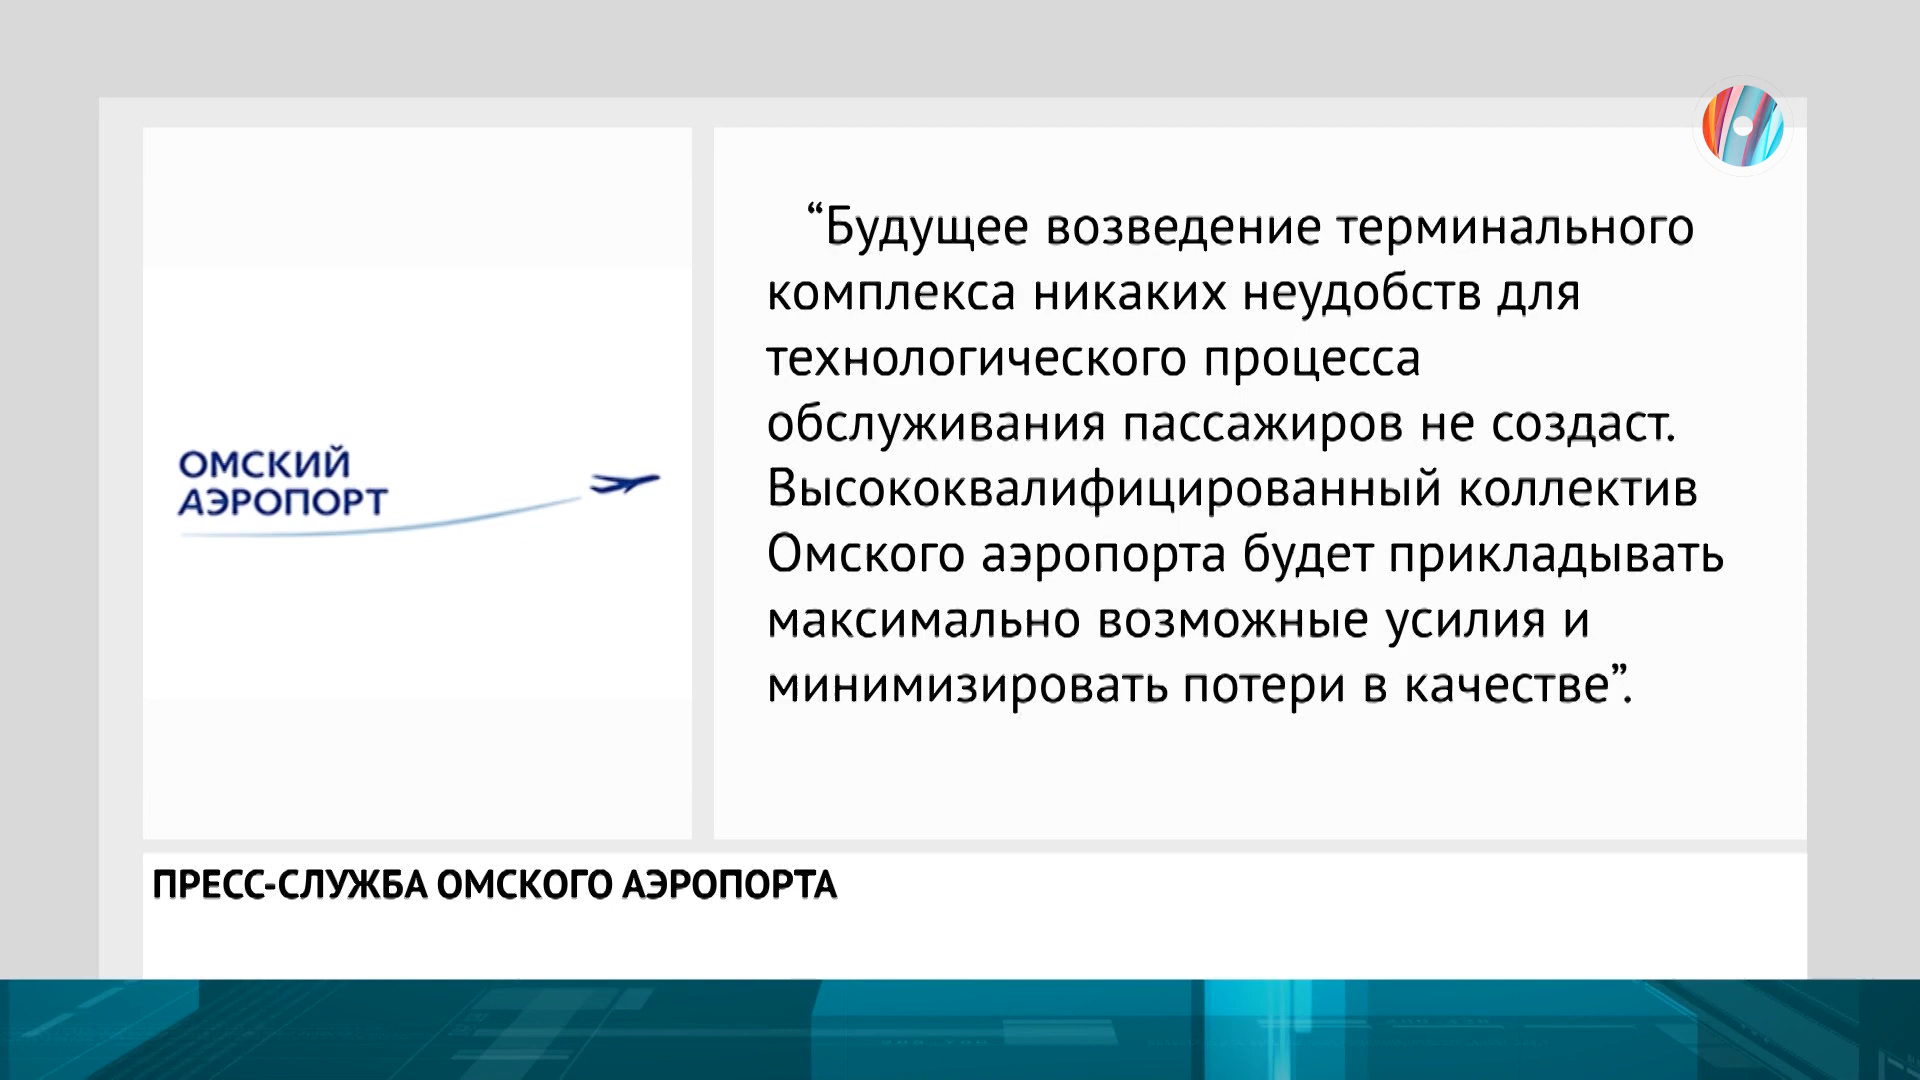 ОМСКИЙ
АЭРОПОРТ
“Будущее возведение терминального
комплекса никаких неудобств для
технологического процесса
обслуживания пассажиров не создаст.
Высококвалифицированный коллектив
Омского аэропорта будет прикладывать
максимально возможные усилия и
минимизировать потери в качестве”.
ПРЕСС-СЛУЖБА ОМСКОГО АЭРОПОРТА